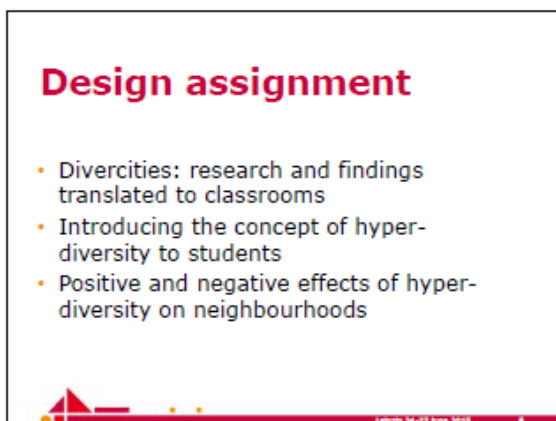 Design assignment
• Divercities: research and findings
translated to classrooms
• Introducing the concept of hyper-
diversity to students
• Positive and negative effects of hyper-
diversity on neighbourhoods